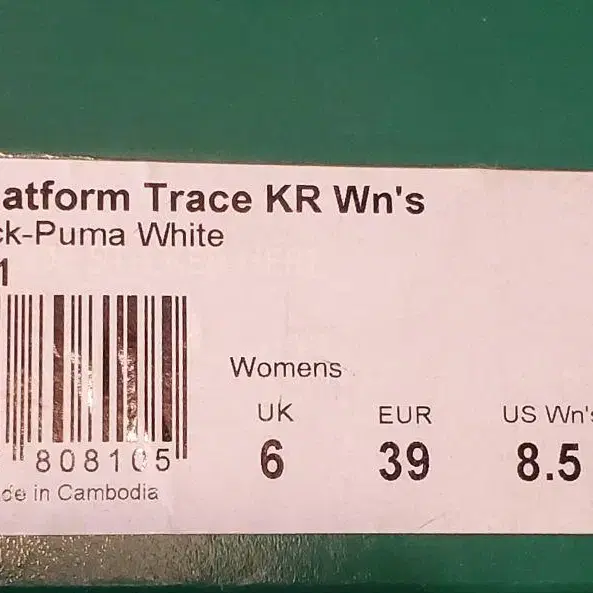 atform Trace KR Wn's
ck-Puma White
1
Womens
UK EUR US Wn's
6 39 8.5
808105
de in Cambodia